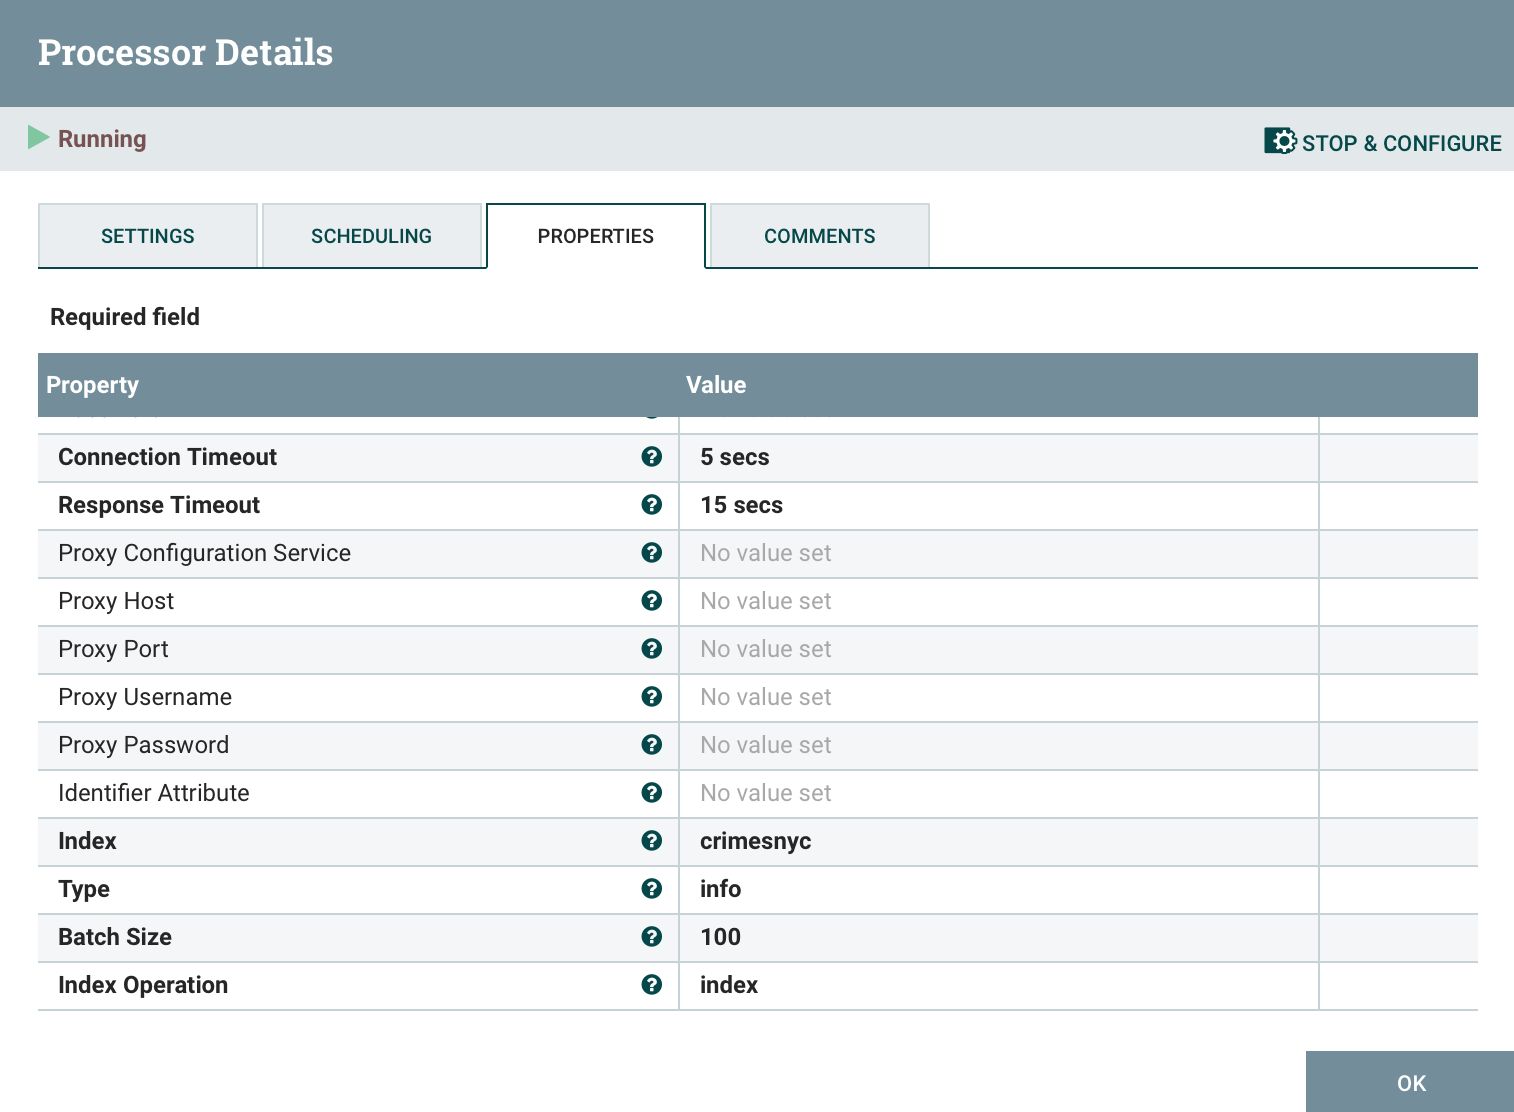 Processor Details
Running
STOP & CONFIGURE
SETTINGS SCHEDULING PROPERTIES COMMENTS
Required field
Property Value
Connection Timeout ? 5 secs
Response Timeout ? 15 secs
Proxy Configuration Service ? No value set
Proxy Host ? No value set
Proxy Port ? No value set
Proxy Username ? No value set
Proxy Password ? No value set
Identifier Attribute ? No value set
Index ? crimesnyc
Type ? info
Batch Size ? 100
Index Operation ? index
OK